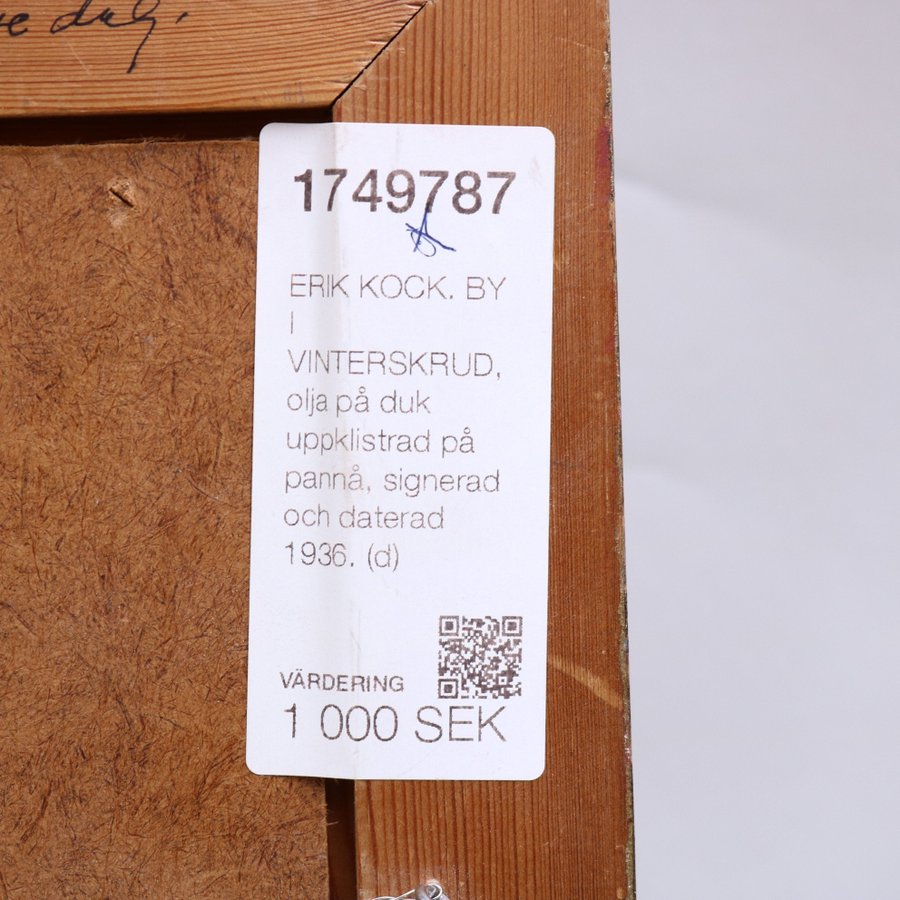 dag.
1749787
ERIK KOCK. BY
I
VINTERSKRUD,
olja på duk
uppklistrad på
pannå, signerad
och daterad
1936. (d)
VÄRDERING
1 000 SEK